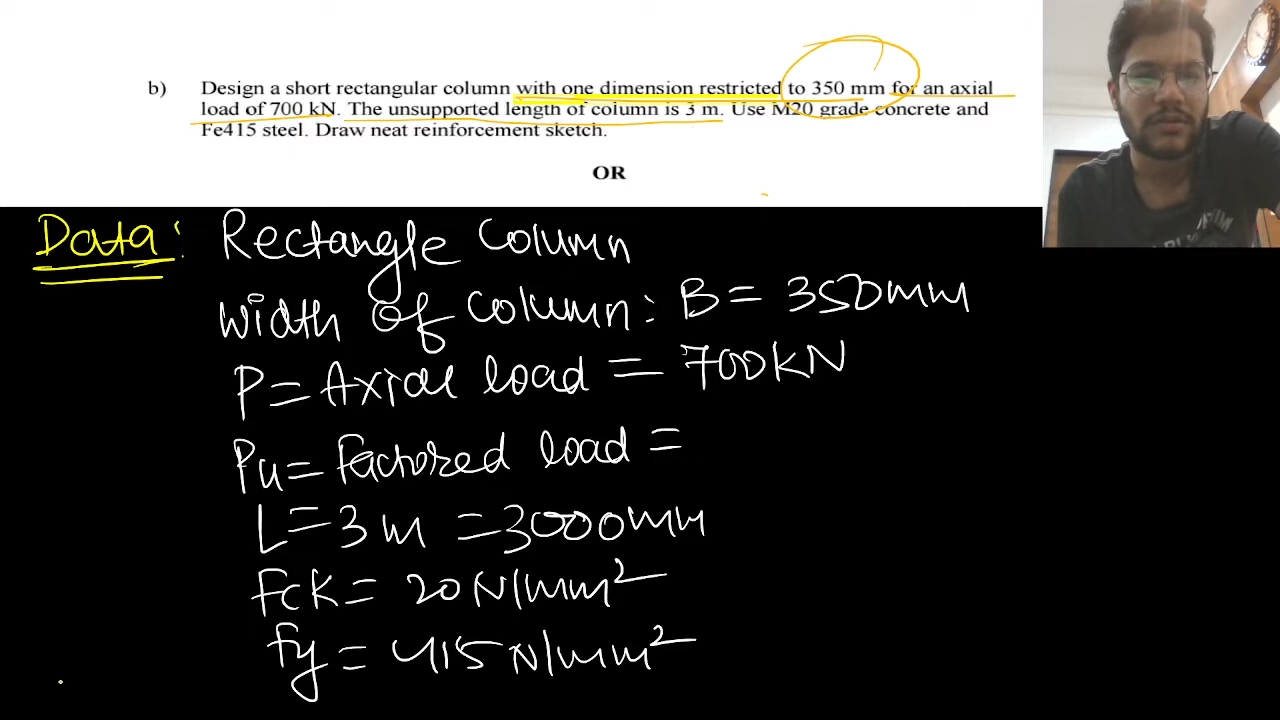 b) Design a short rectangular column with one dimension restricted to 350 mm for an axial
load of 700 kN. The unsupported length of column is 3 m. Use M20 grade concrete and
Fe415 steel. Draw neat reinforcement sketch.
OR
Data: Rectangle Column
width of column: B = 350mm
P = Axial load = 700KN
Pu = Factored load =
L = 3 m = 3000mm
Fck = 20 N/mm²
fy = 415 N/mm²